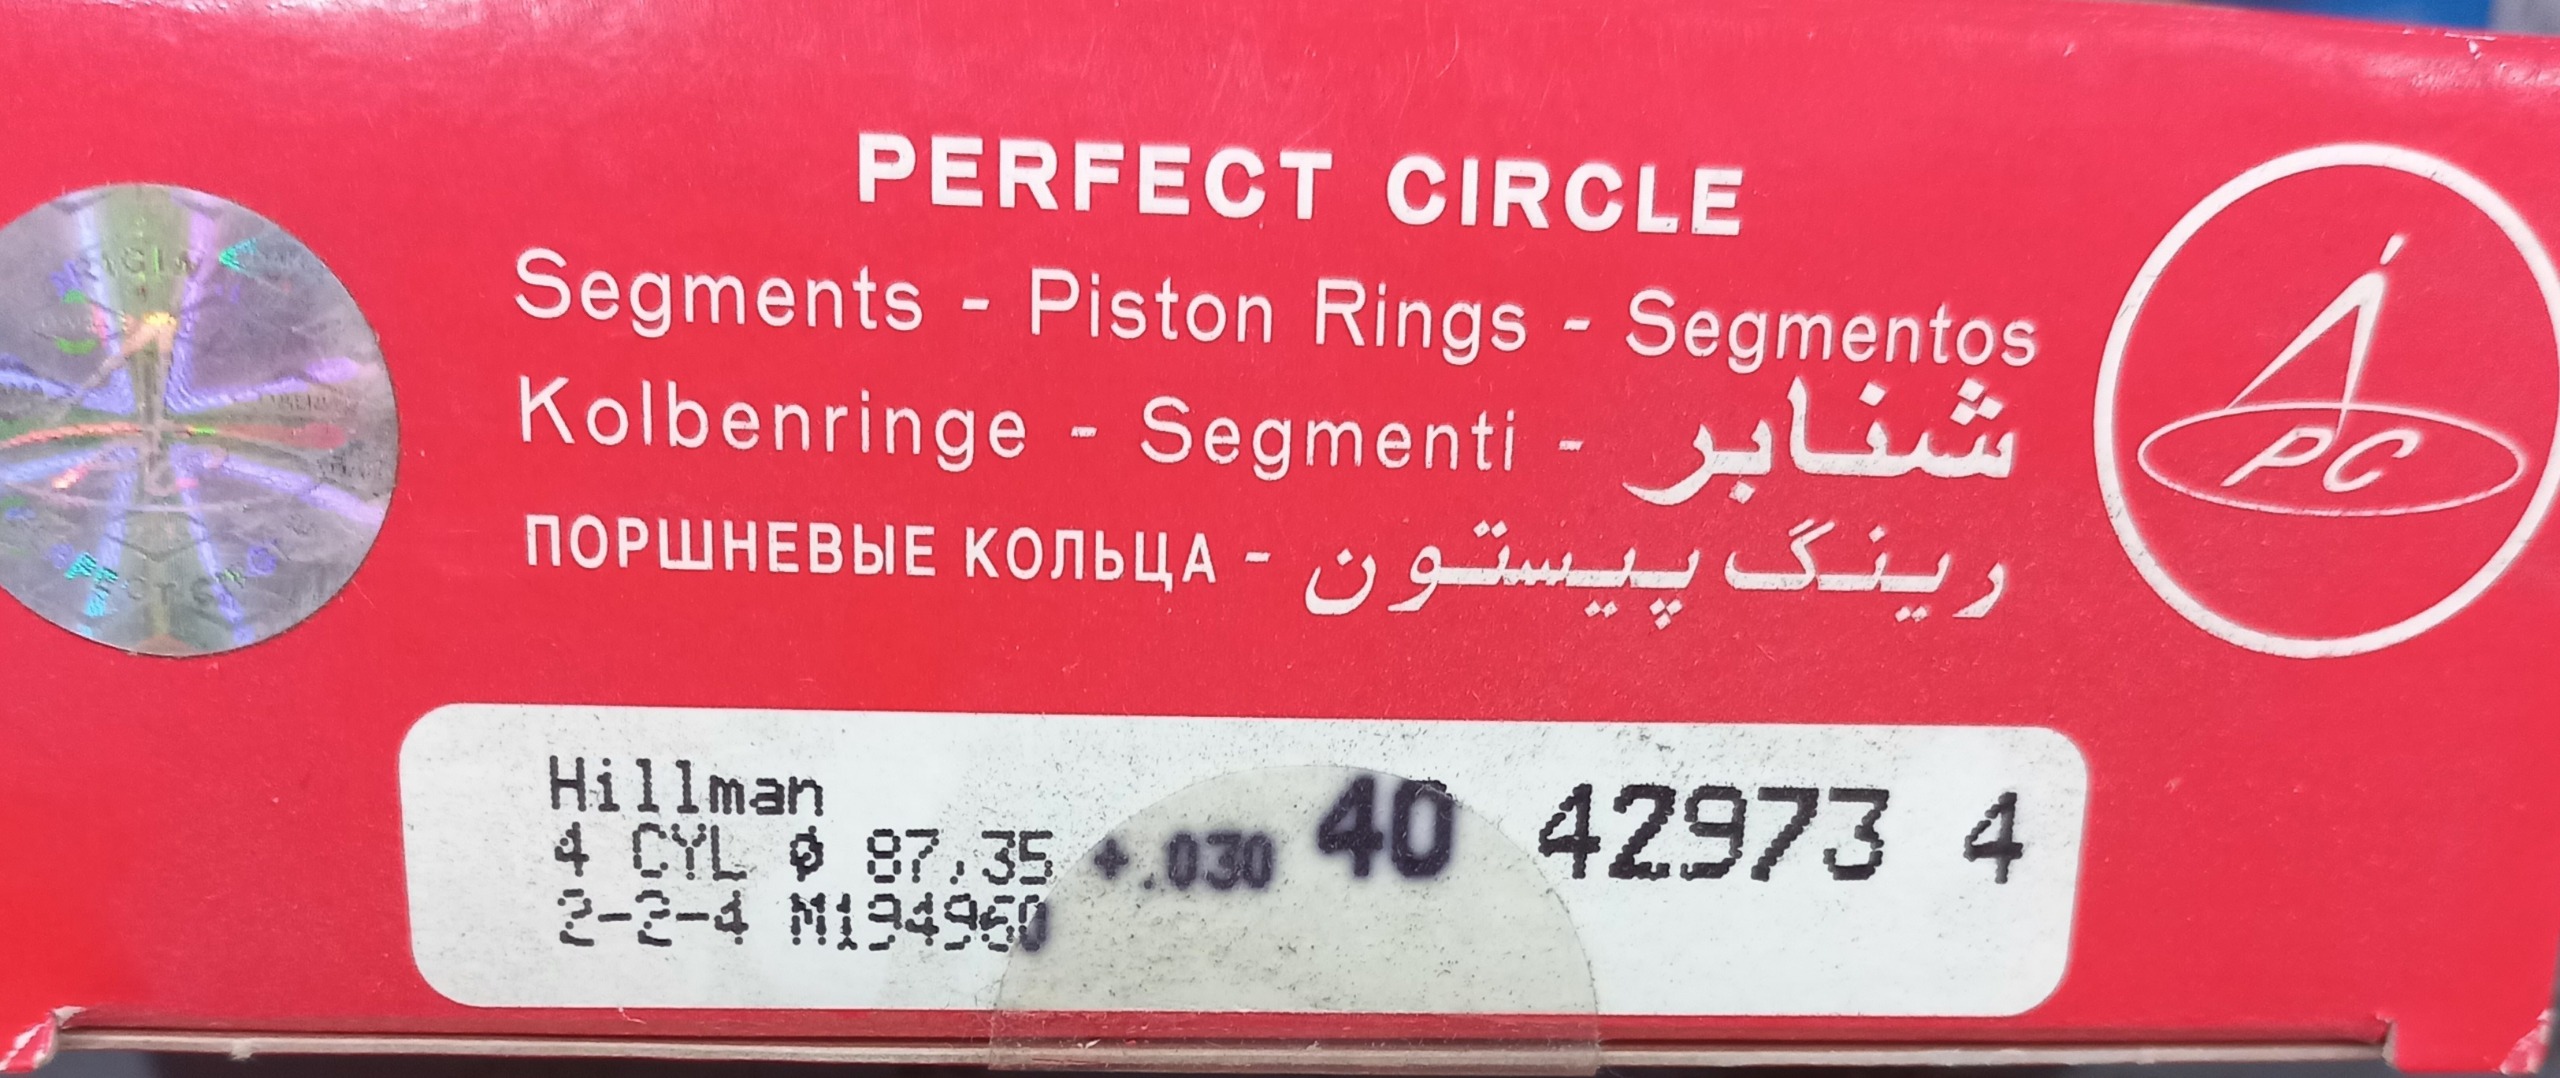 PERFECT CIRCLE
Segments - Piston Rings - Segmentos
Kolbenringe - Segmenti - شنابر
ПОРШНЕВЫЕ КОЛЬЦА - رینگ پیستون
PC
Hillman
4 CYL ø 87,35 +.030 40 42973 4
2-2-4 M194960